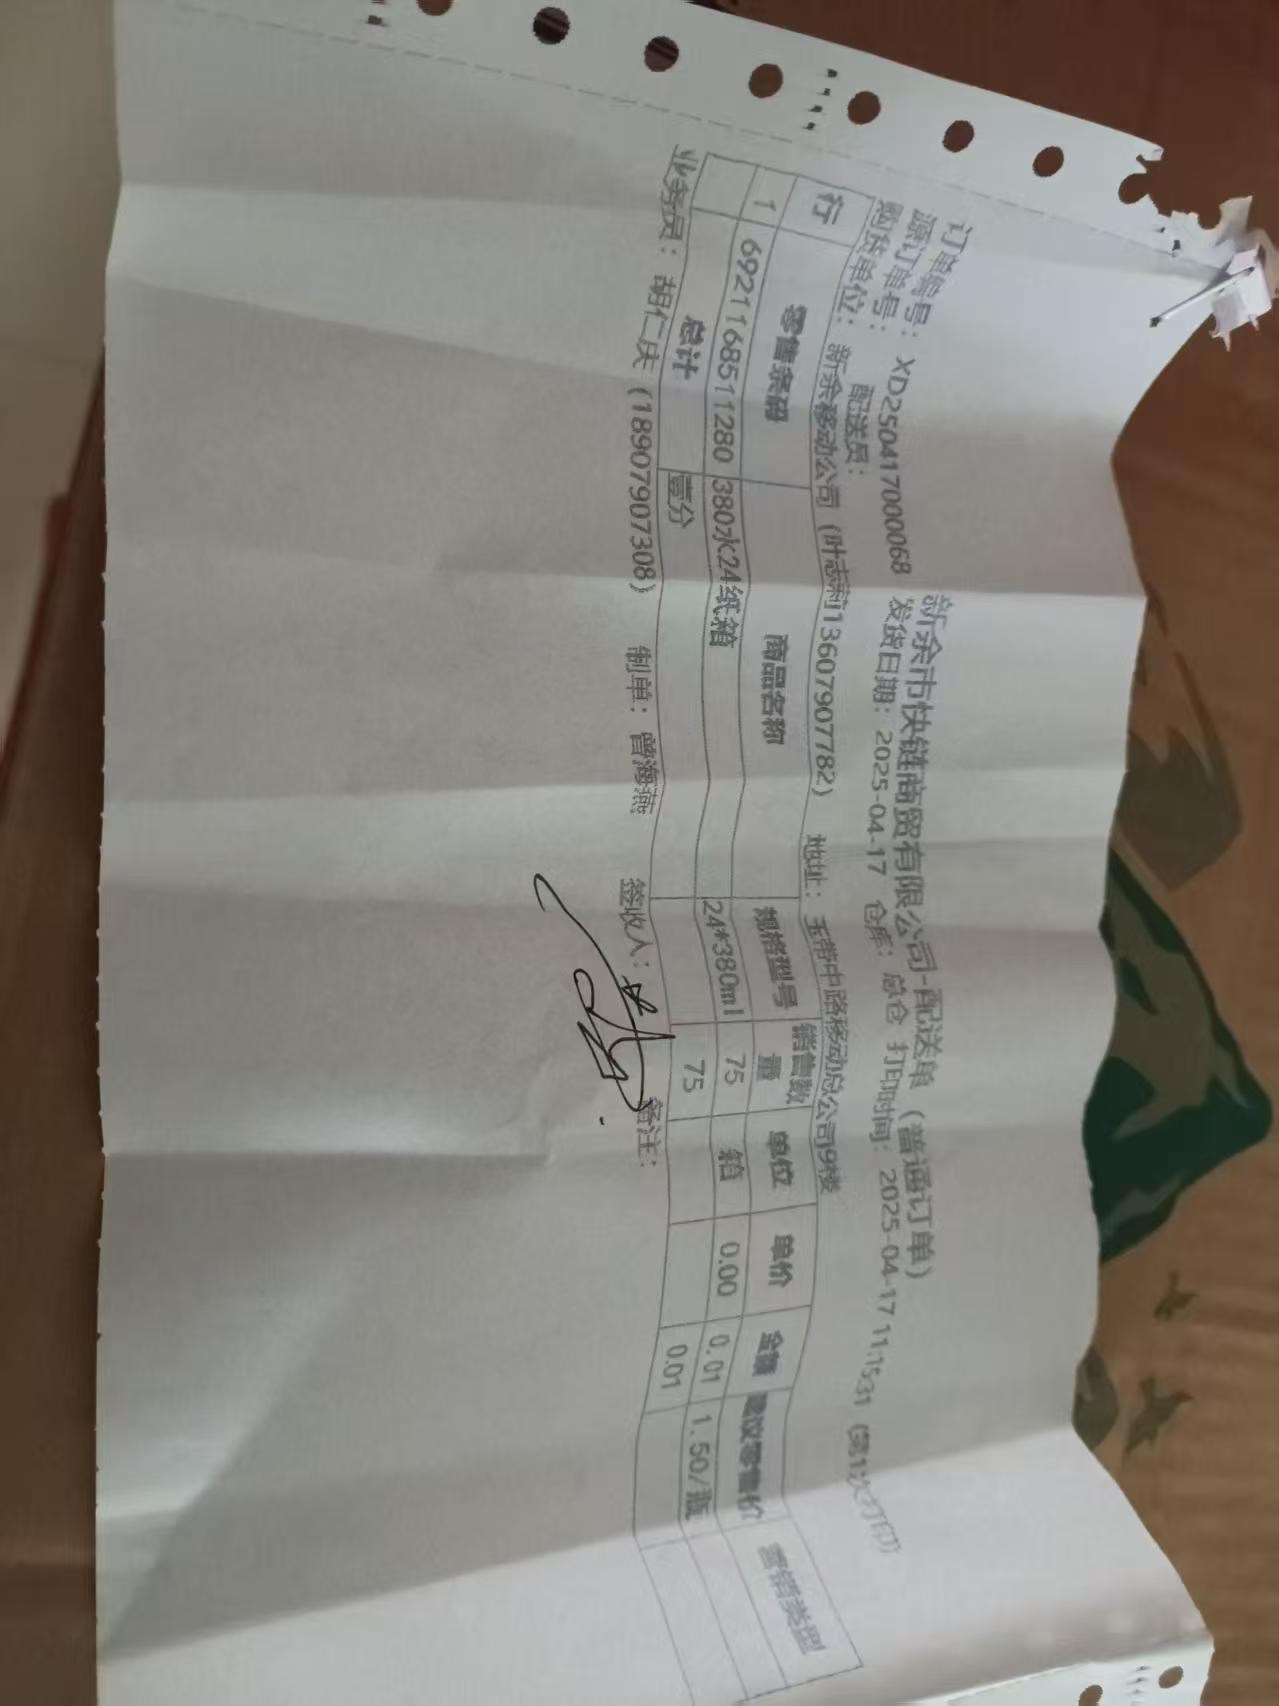 新余市快链商贸有限公司-配送单（普通订单）
订单编号： XD250417000068 发货日期：2025-04-17 仓库：总仓 打印时间：2025-04-17 11:15:31（第1次打印）
源订单号： 配送员：
购货单位：新余移动公司（叶志莉13607907782） 地址：玉带中路移动总公司9楼
行 零售条码 商品名称 规格型号 销售数量 单位 单价 金额 建议零售价 营销类型
1 6921168511280 380水24纸箱 24*380ml 75 箱 0.00 0.01 1.50/瓶
总计 壹分 75 0.01
业务员：胡仁庆（18907907308） 制单：曾海燕 签收人： 备注：